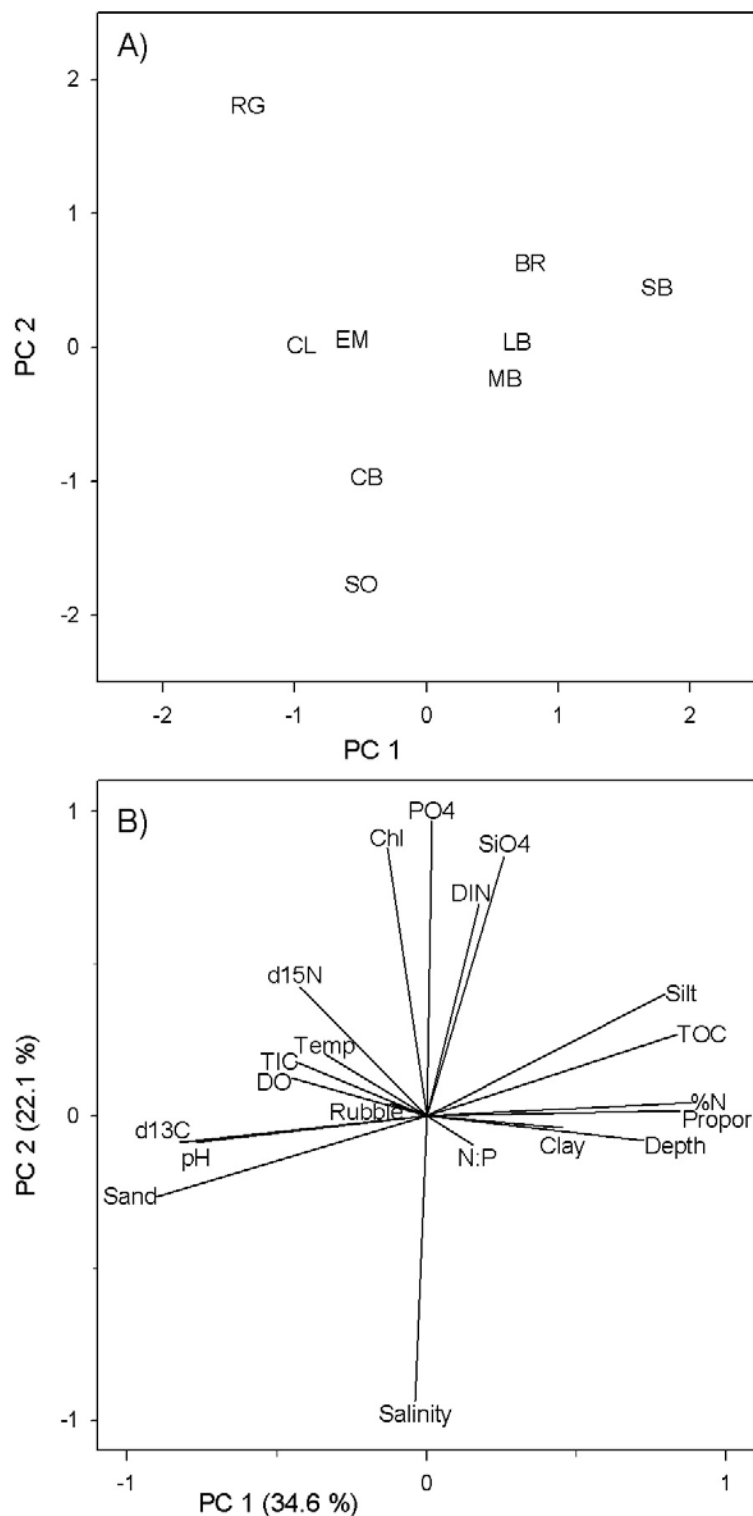 A)
2
RG
1
BR
SB
PC 2
0
CL EM LB
MB
CB
-1
SO
-2
-2 -1 0 1 2
PC 1
B)
1
PO4
Chl SiO4
DIN
d15N
Silt
Temp TOC
TIC
DO
PC 2 (22.1 %)
0
Rubble %N
Propor
d13C
pH N:P Clay Depth
Sand
Salinity
-1
-1 0 1
PC 1 (34.6 %)